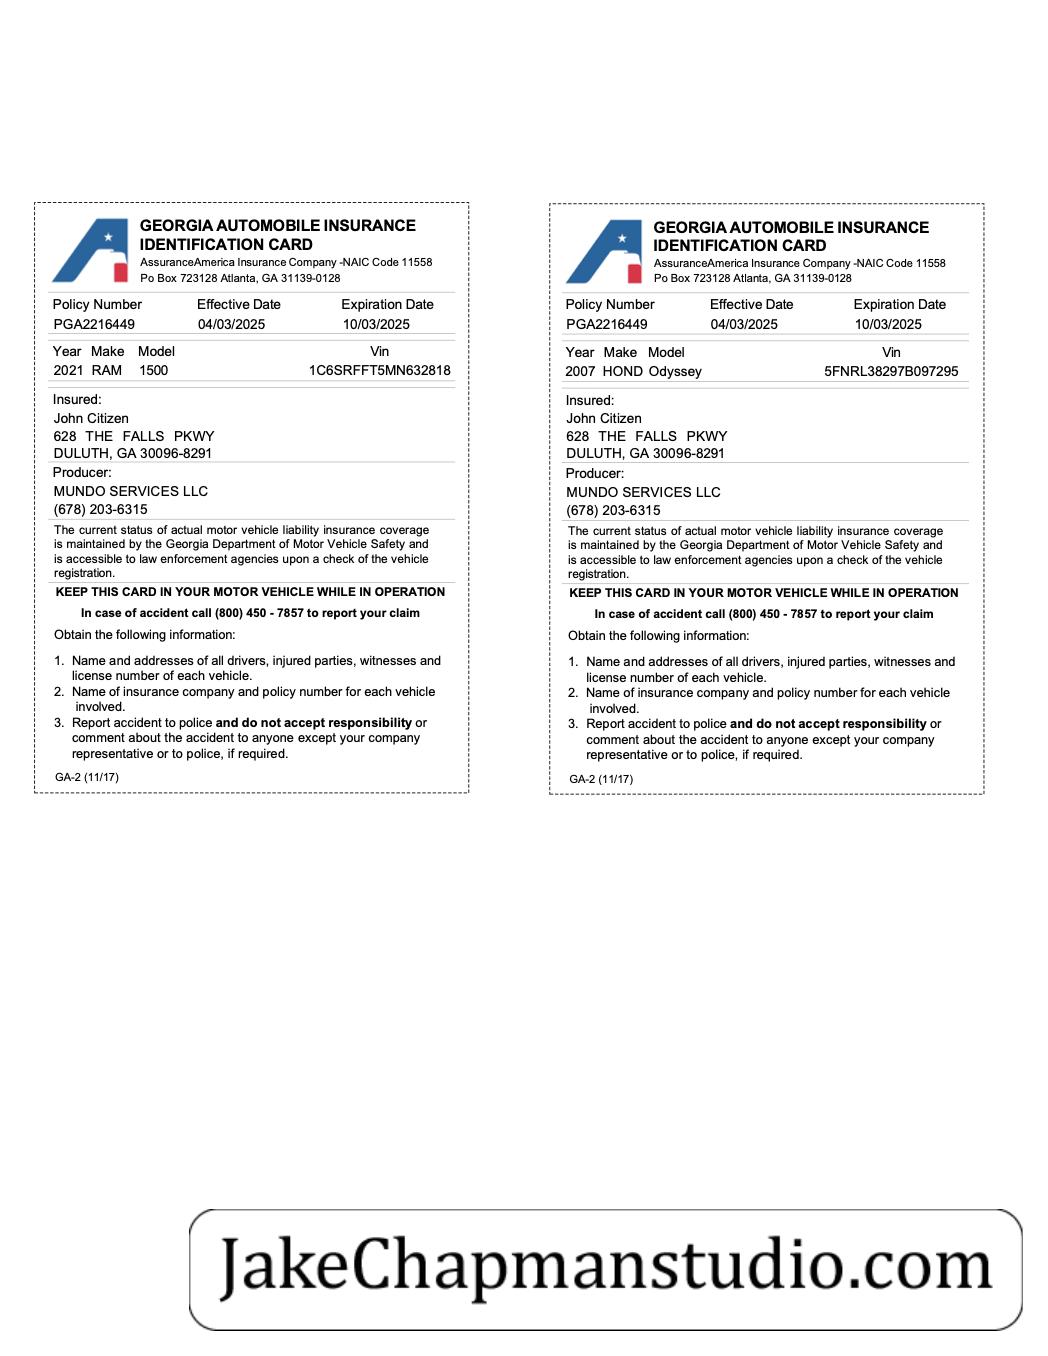 GEORGIA AUTOMOBILE INSURANCE
IDENTIFICATION CARD
AssuranceAmerica Insurance Company -NAIC Code 11558
Po Box 723128 Atlanta, GA 31139-0128
Policy Number Effective Date Expiration Date
PGA2216449 04/03/2025 10/03/2025
Year Make Model Vin
2021 RAM 1500 1C6SRFFT5MN632818
Insured:
John Citizen
628 THE FALLS PKWY
DULUTH, GA 30096-8291
Producer:
MUNDO SERVICES LLC
(678) 203-6315
The current status of actual motor vehicle liability insurance coverage
is maintained by the Georgia Department of Motor Vehicle Safety and
is accessible to law enforcement agencies upon a check of the vehicle
registration.
KEEP THIS CARD IN YOUR MOTOR VEHICLE WHILE IN OPERATION
In case of accident call (800) 450 - 7857 to report your claim
Obtain the following information:
1. Name and addresses of all drivers, injured parties, witnesses and
license number of each vehicle.
2. Name of insurance company and policy number for each vehicle
involved.
3. Report accident to police and do not accept responsibility or
comment about the accident to anyone except your company
representative or to police, if required.
GA-2 (11/17)
GEORGIA AUTOMOBILE INSURANCE
IDENTIFICATION CARD
AssuranceAmerica Insurance Company -NAIC Code 11558
Po Box 723128 Atlanta, GA 31139-0128
Policy Number Effective Date Expiration Date
PGA2216449 04/03/2025 10/03/2025
Year Make Model Vin
2007 HOND Odyssey 5FNRL38297B097295
Insured:
John Citizen
628 THE FALLS PKWY
DULUTH, GA 30096-8291
Producer:
MUNDO SERVICES LLC
(678) 203-6315
The current status of actual motor vehicle liability insurance coverage
is maintained by the Georgia Department of Motor Vehicle Safety and
is accessible to law enforcement agencies upon a check of the vehicle
registration.
KEEP THIS CARD IN YOUR MOTOR VEHICLE WHILE IN OPERATION
In case of accident call (800) 450 - 7857 to report your claim
Obtain the following information:
1. Name and addresses of all drivers, injured parties, witnesses and
license number of each vehicle.
2. Name of insurance company and policy number for each vehicle
involved.
3. Report accident to police and do not accept responsibility or
comment about the accident to anyone except your company
representative or to police, if required.
GA-2 (11/17)
JakeChapmanstudio.com